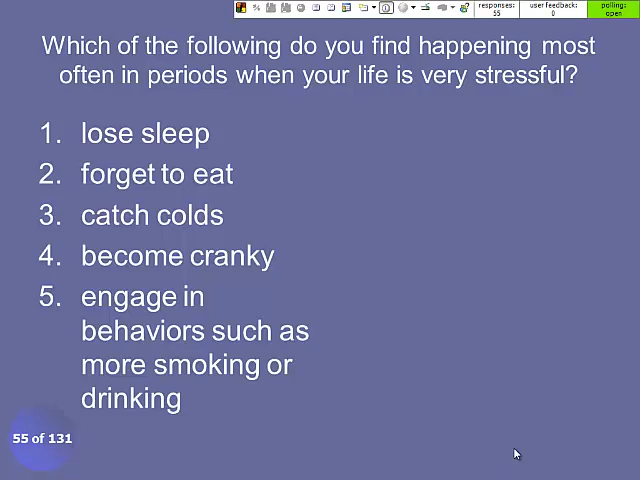 responses: user feedback: polling:
55 0 open
Which of the following do you find happening most
often in periods when your life is very stressful?
1. lose sleep
2. forget to eat
3. catch colds
4. become cranky
5. engage in
behaviors such as
more smoking or
drinking
55 of 131